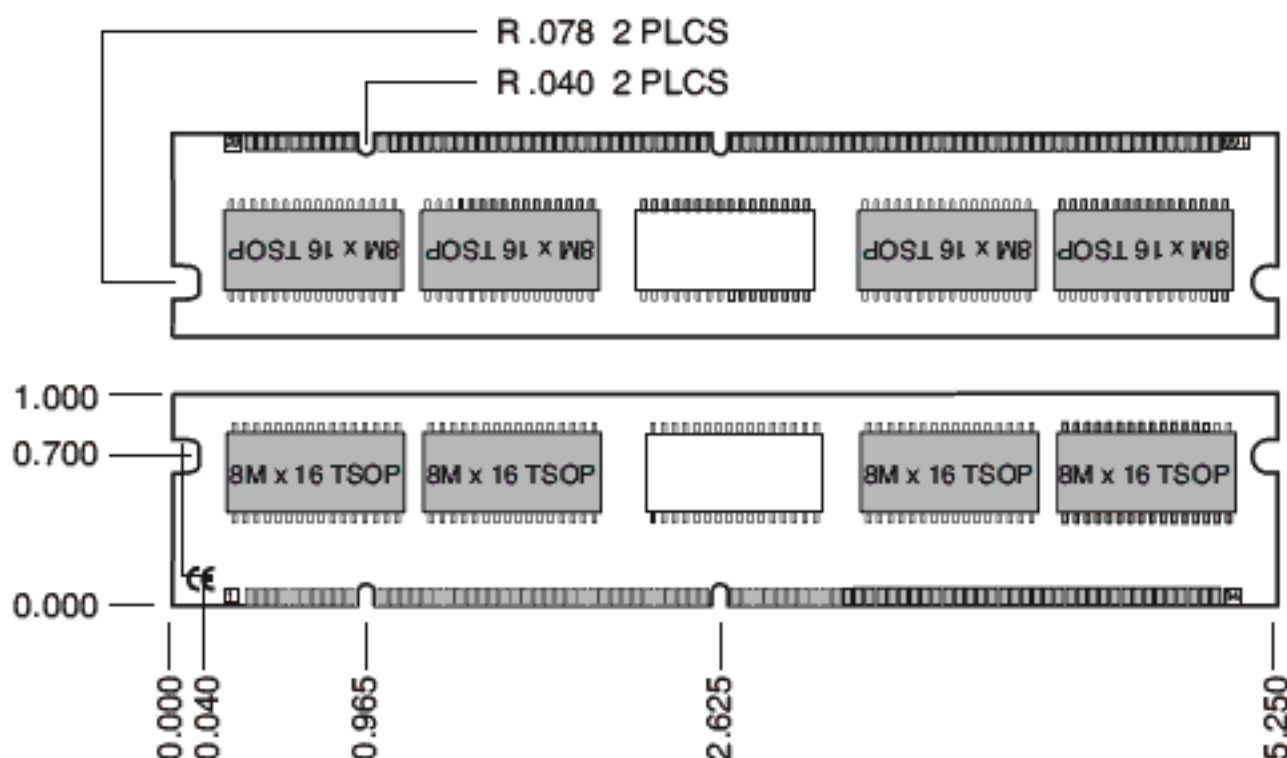 R .078 2 PLCS
R .040 2 PLCS
8M x 16 TSOP 8M x 16 TSOP 8M x 16 TSOP 8M x 16 TSOP
1.000
0.700
8M x 16 TSOP 8M x 16 TSOP 8M x 16 TSOP 8M x 16 TSOP
CE
0.000
0.000 0.040 0.965 2.625 5.250